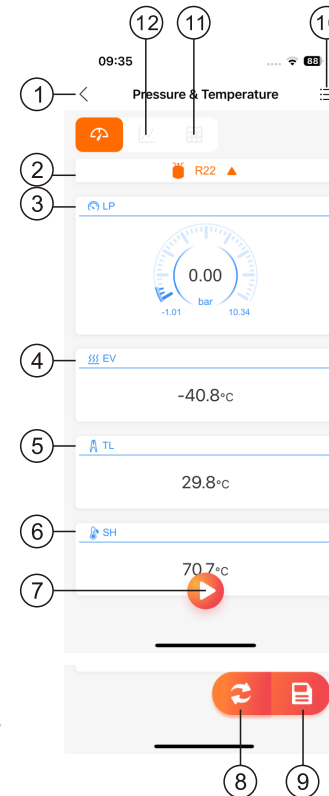 12 11
09:35 88
1 Pressure & Temperature
2 R22
3 LP
0.00
bar
-1.01 10.34
4 EV
-40.8°C
5 TL
29.8°C
6 SH
70.7°C
7
8 9